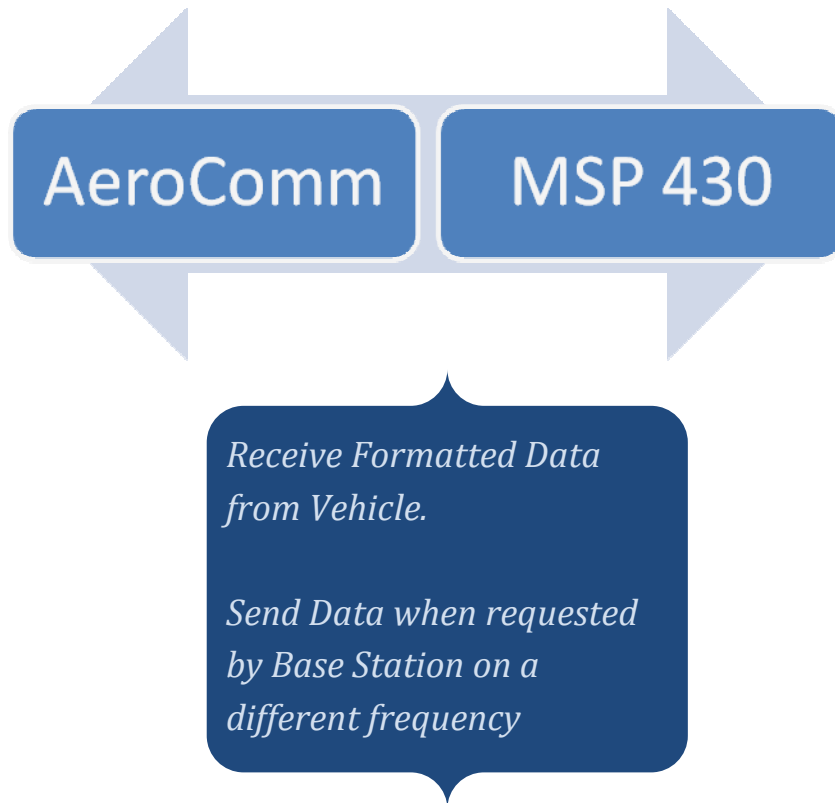 AeroComm
MSP 430
Receive Formatted Data
from Vehicle.
Send Data when requested
by Base Station on a
different frequency